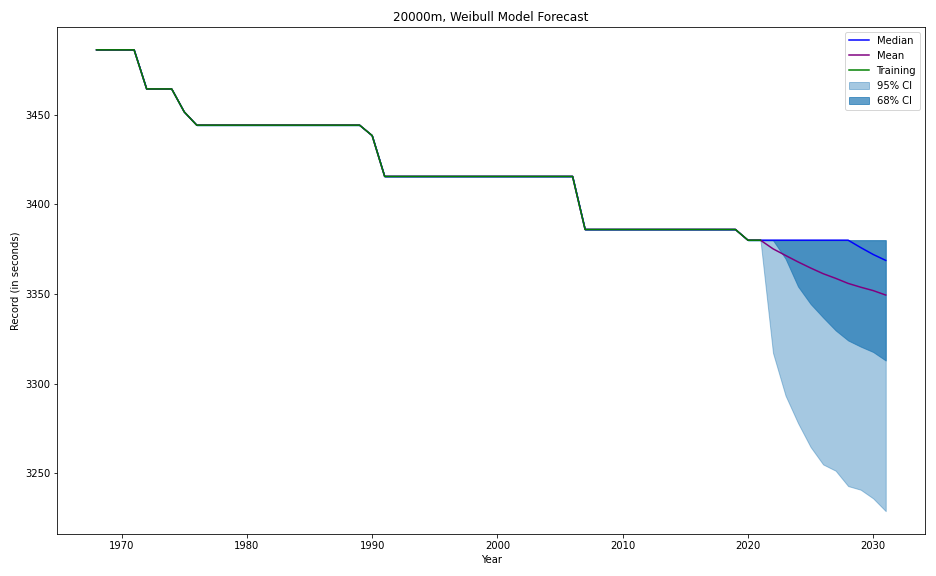 20000m, Weibull Model Forecast
Median
Mean
Training
95% CI
68% CI
Record (in seconds)
3450
3400
3350
3300
3250
1970
1980
1990
2000
2010
2020
2030
Year